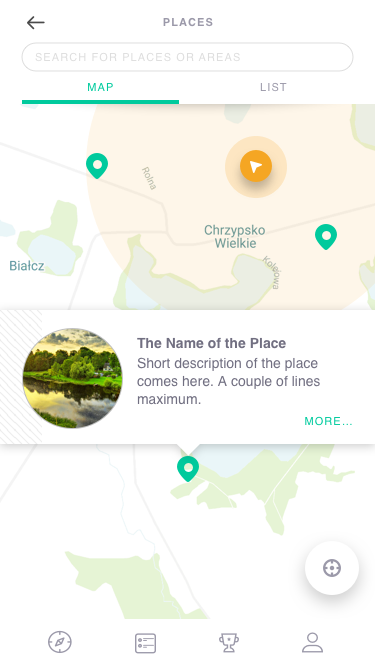 PLACES
SEARCH FOR PLACES OR AREAS
MAP
LIST
Rolna
Chrzypsko
Wielkie
Kolejowa
Białcz
The Name of the Place
Short description of the place
comes here. A couple of lines
maximum.
MORE...